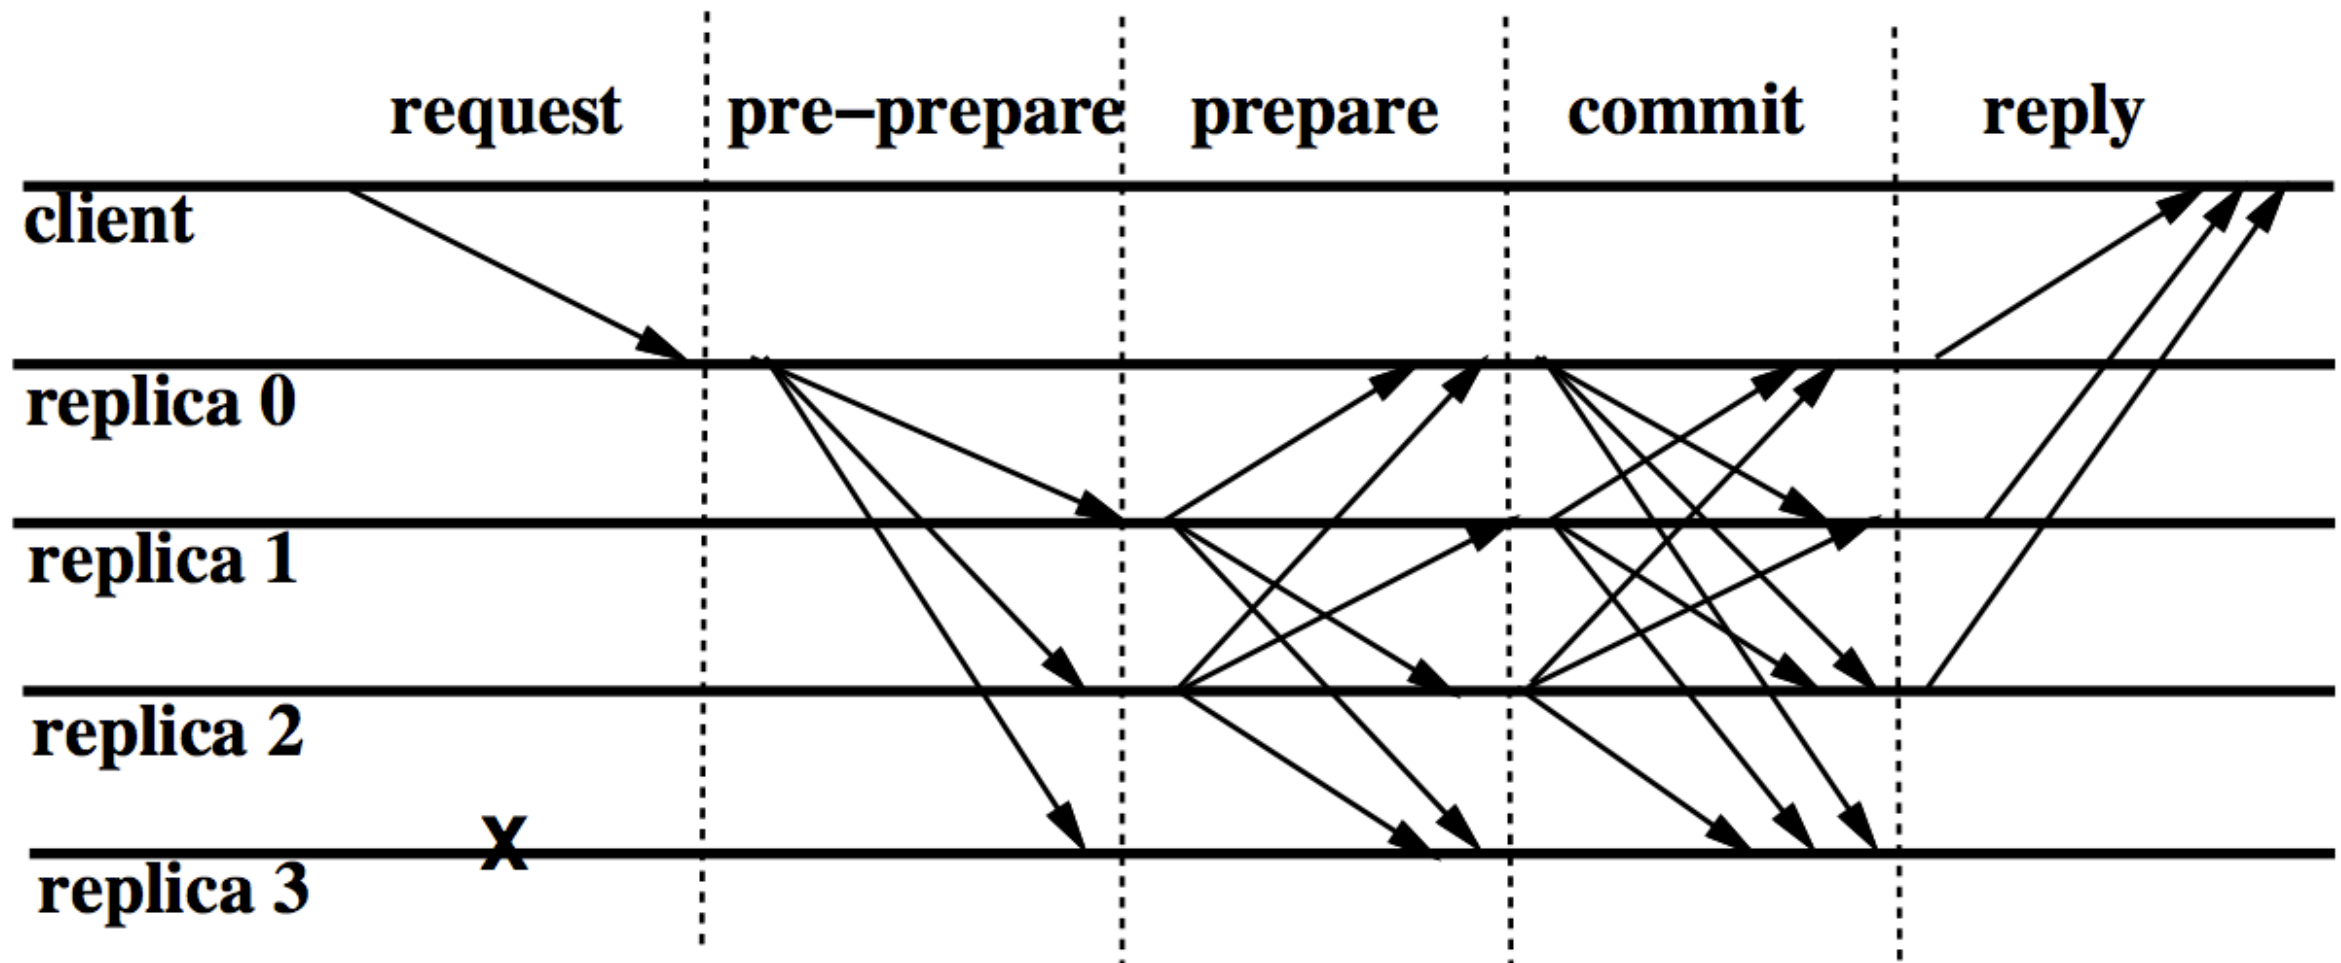 request pre–prepare prepare commit reply
client
replica 0
replica 1
replica 2
X
replica 3